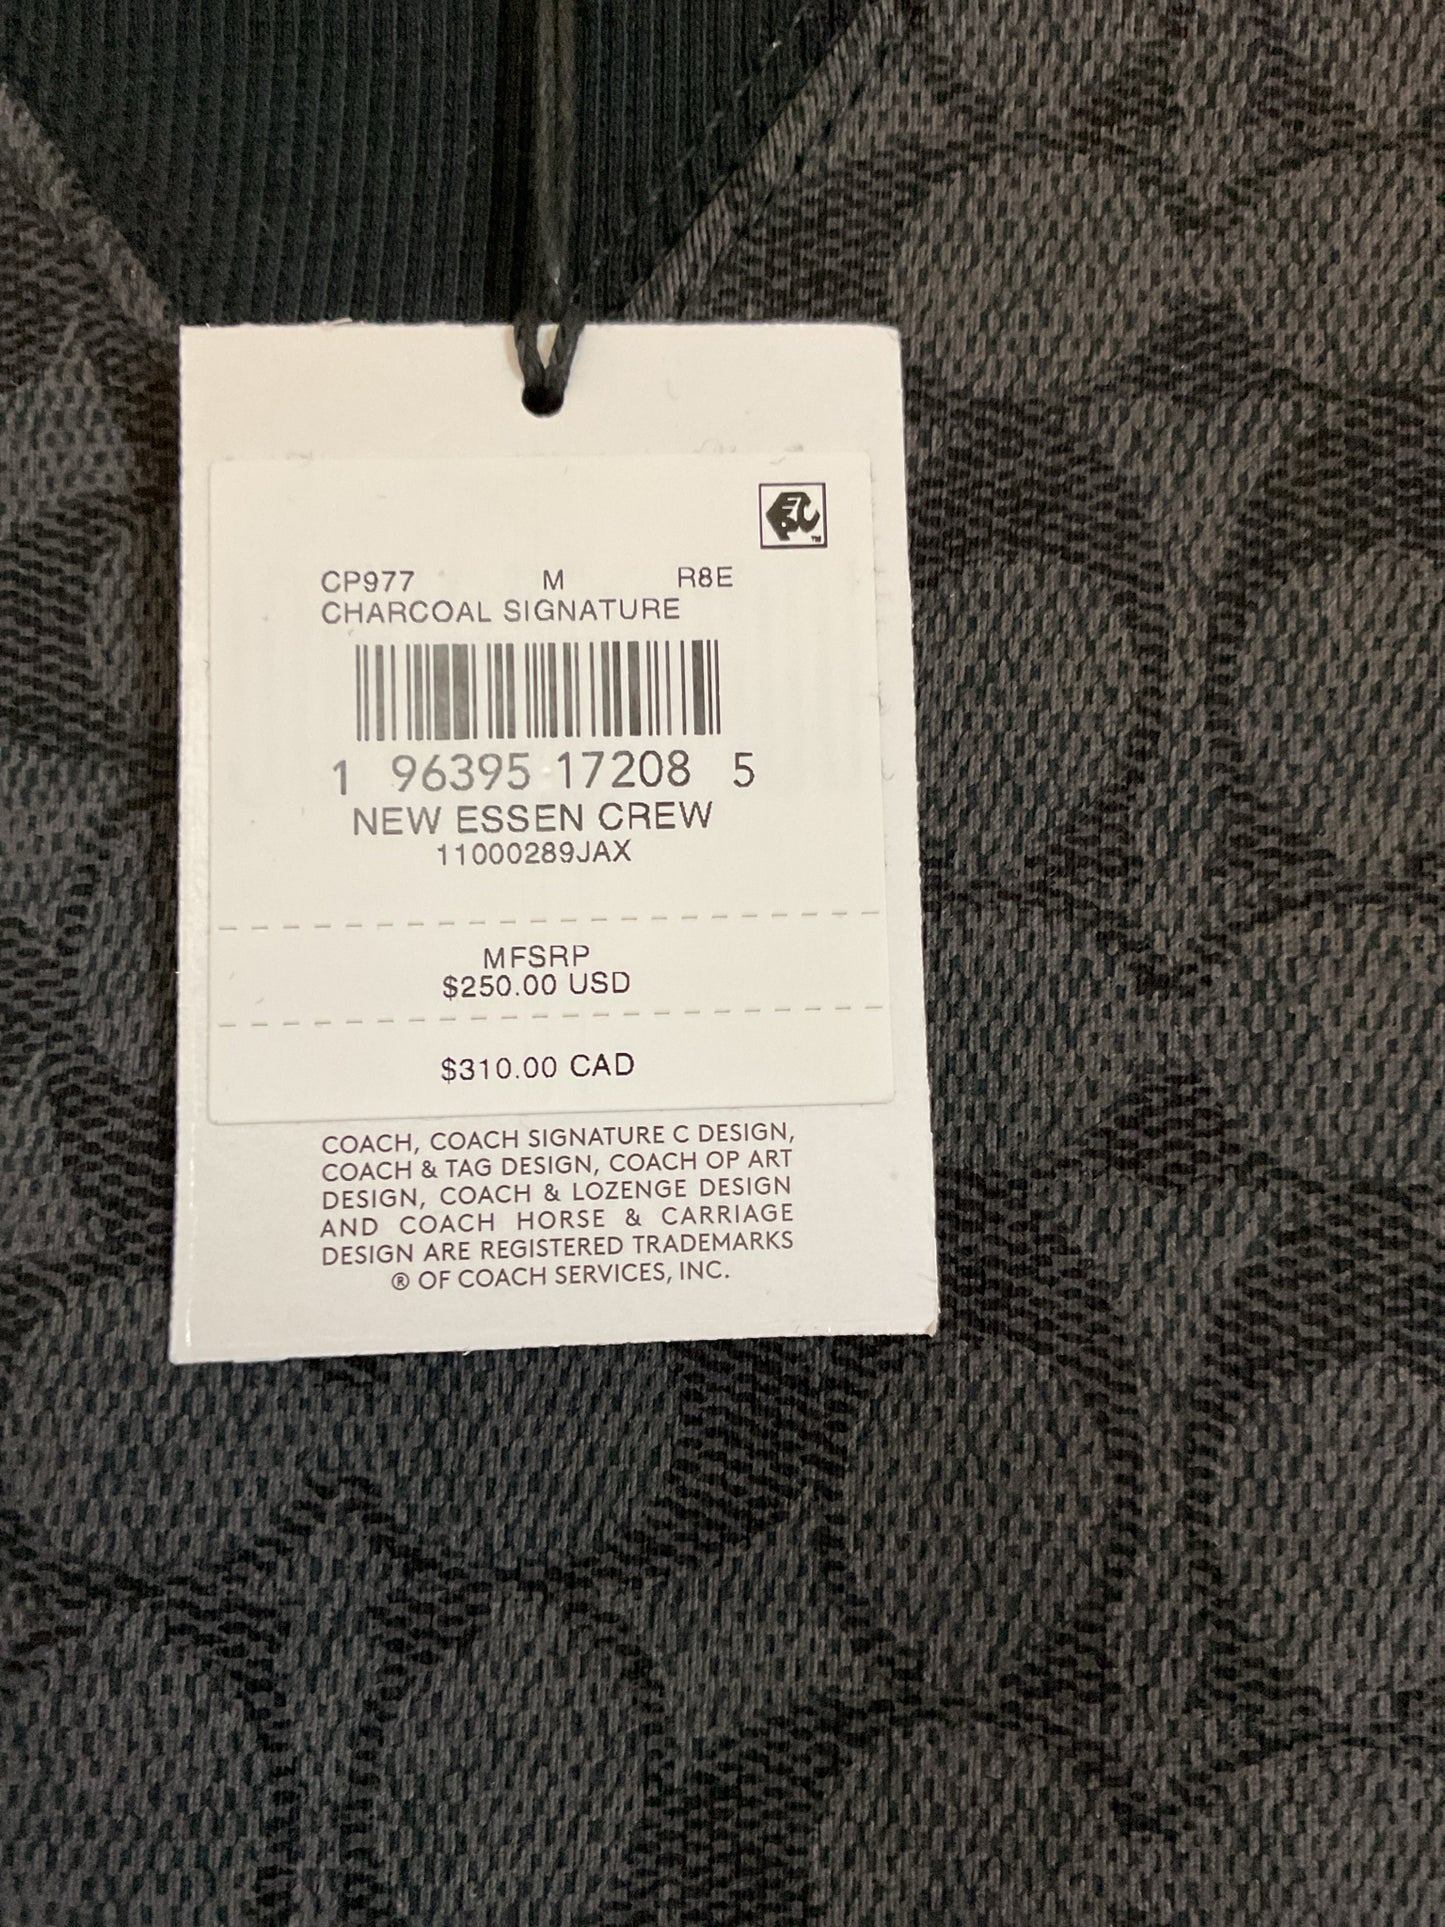 CP977 M R8E
CHARCOAL SIGNATURE
1 96395 17208 5
NEW ESSEN CREW
11000289JAX
MFSRP
$250.00 USD
$310.00 CAD
COACH, COACH SIGNATURE C DESIGN,
COACH & TAG DESIGN, COACH OP ART
DESIGN, COACH & LOZENGE DESIGN
AND COACH HORSE & CARRIAGE
DESIGN ARE REGISTERED TRADEMARKS
® OF COACH SERVICES, INC.